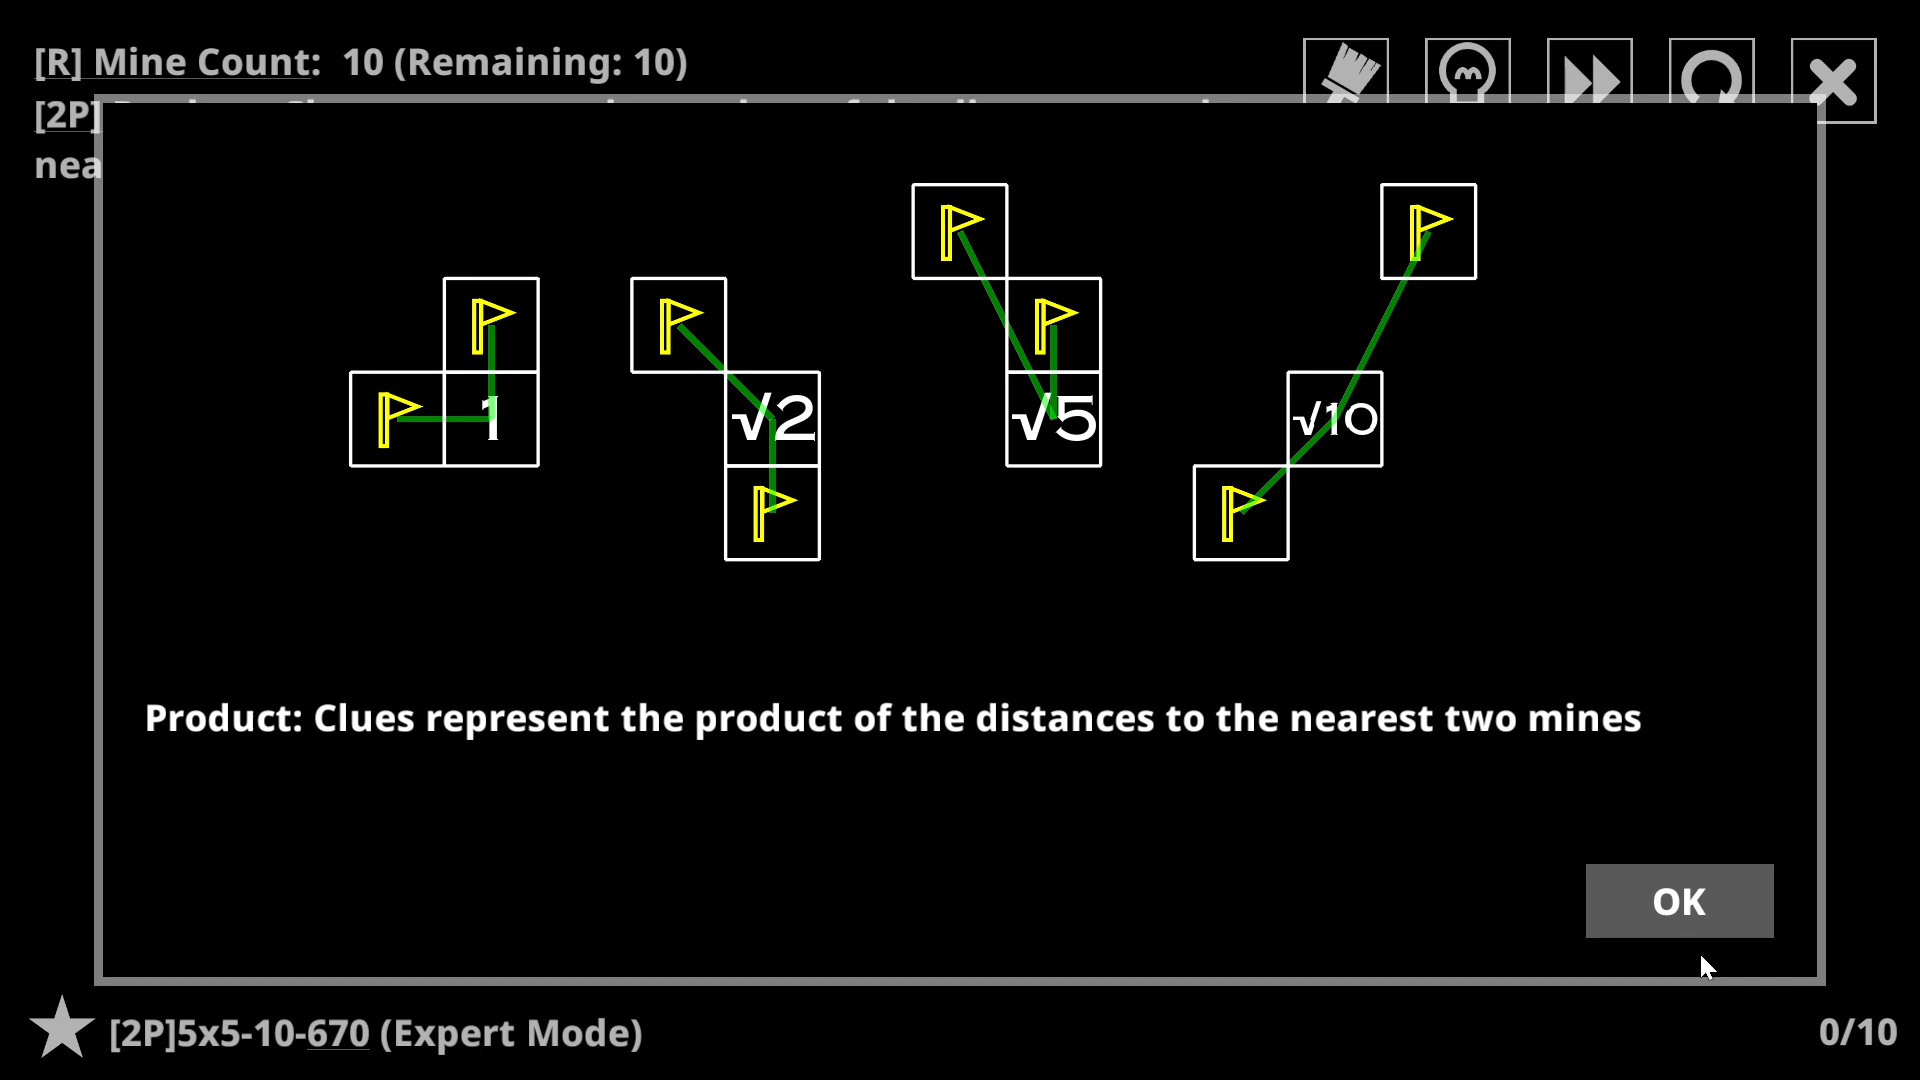 [R] Mine Count: 10 (Remaining: 10)
[2P]
nea
1
√2
√5
√10
Product: Clues represent the product of the distances to the nearest two mines
OK
[2P]5x5-10-670 (Expert Mode)
0/10